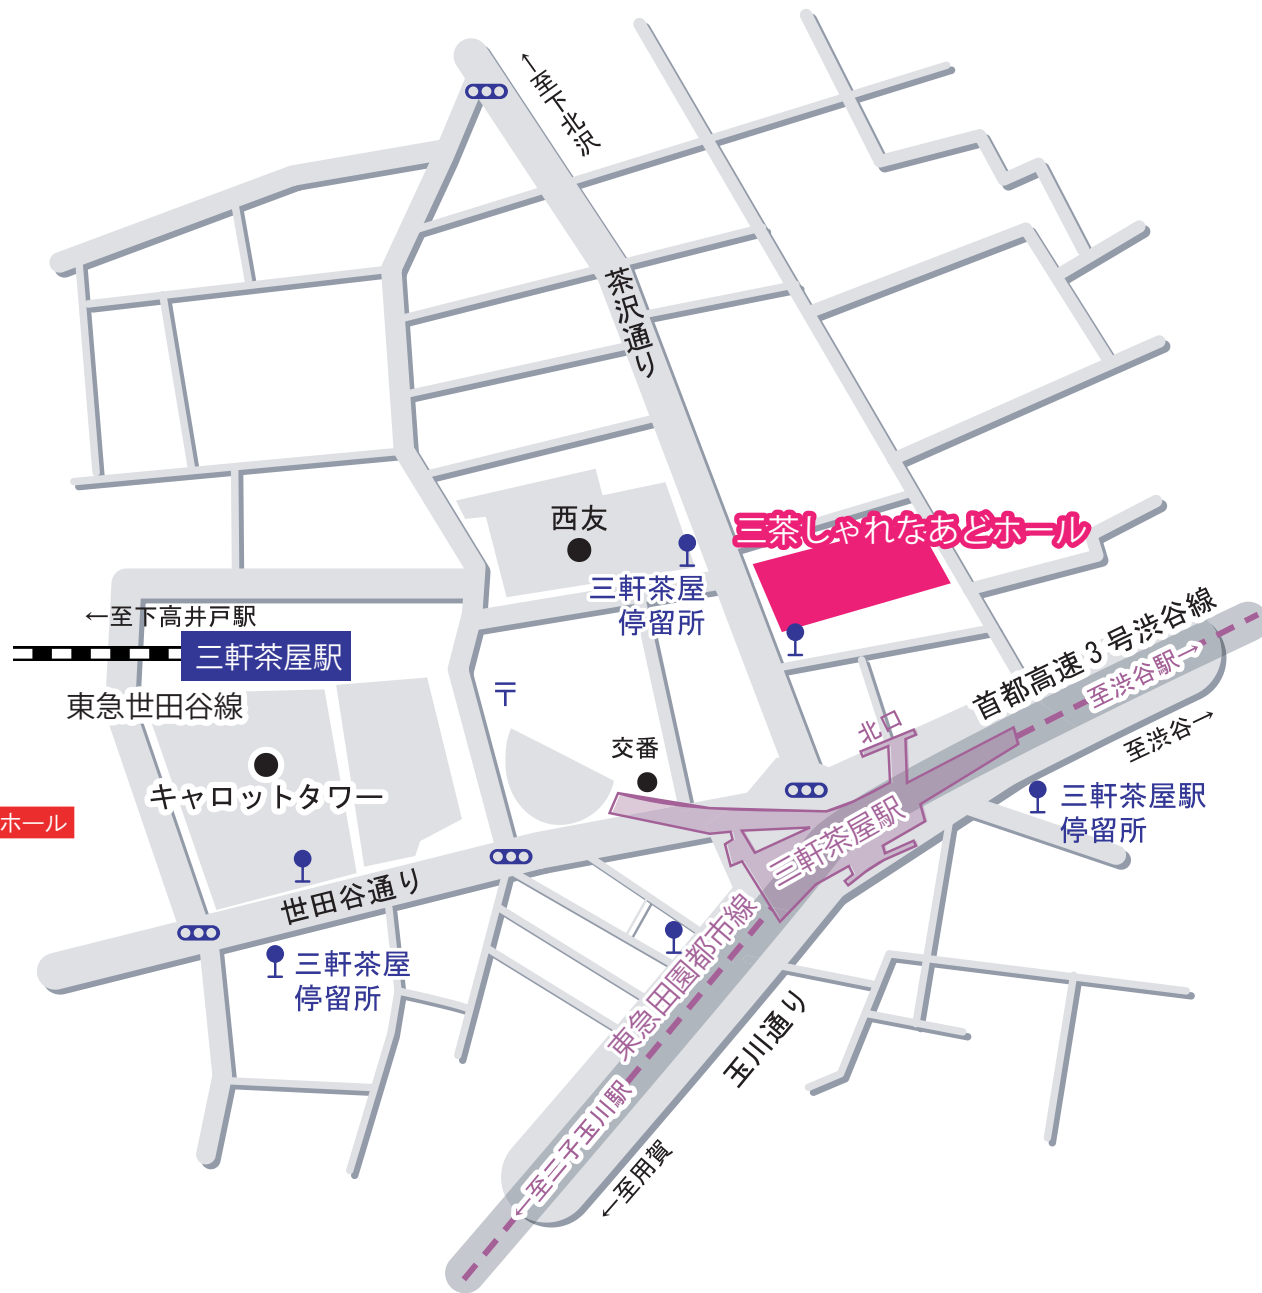 ←至下北沢
茶沢通り
西友
三茶しゃれなあどホール
三軒茶屋
停留所
←至下高井戸駅
三軒茶屋駅
東急世田谷線
首都高速3号渋谷線
至渋谷駅→
至渋谷→
〒
北口
交番
キャロットタワー
三軒茶屋駅
停留所
ホール
三軒茶屋駅
世田谷通り
三軒茶屋
停留所
東急田園都市線
玉川通り
←至三子玉川駅
←至用賀